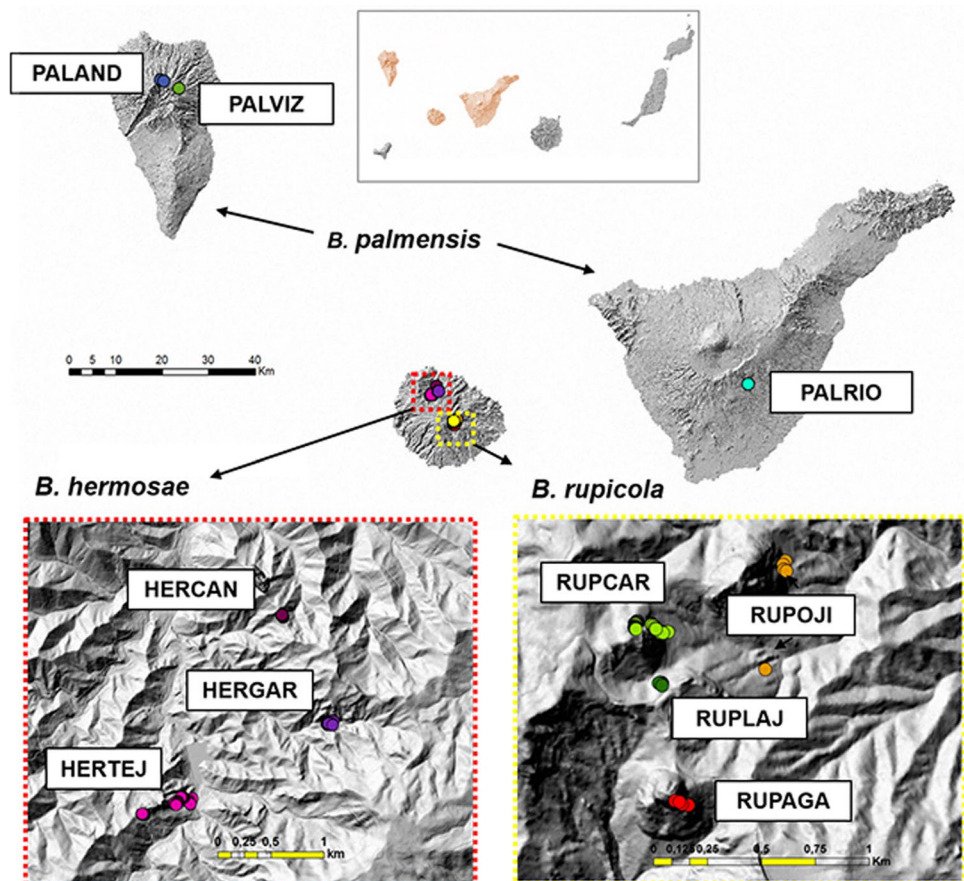 PALAND
PALVIZ
B. palmensis
0 5 10 20 30 40
Km
PALRIO
B. hermosae
B. rupicola
HERCAN
HERGAR
HERTEJ
0 0,25 0,5 1
Km
RUPCAR
RUPOJI
RUPLAJ
RUPAGA
0 0,125 0,25 0,5 0,75 1
Km